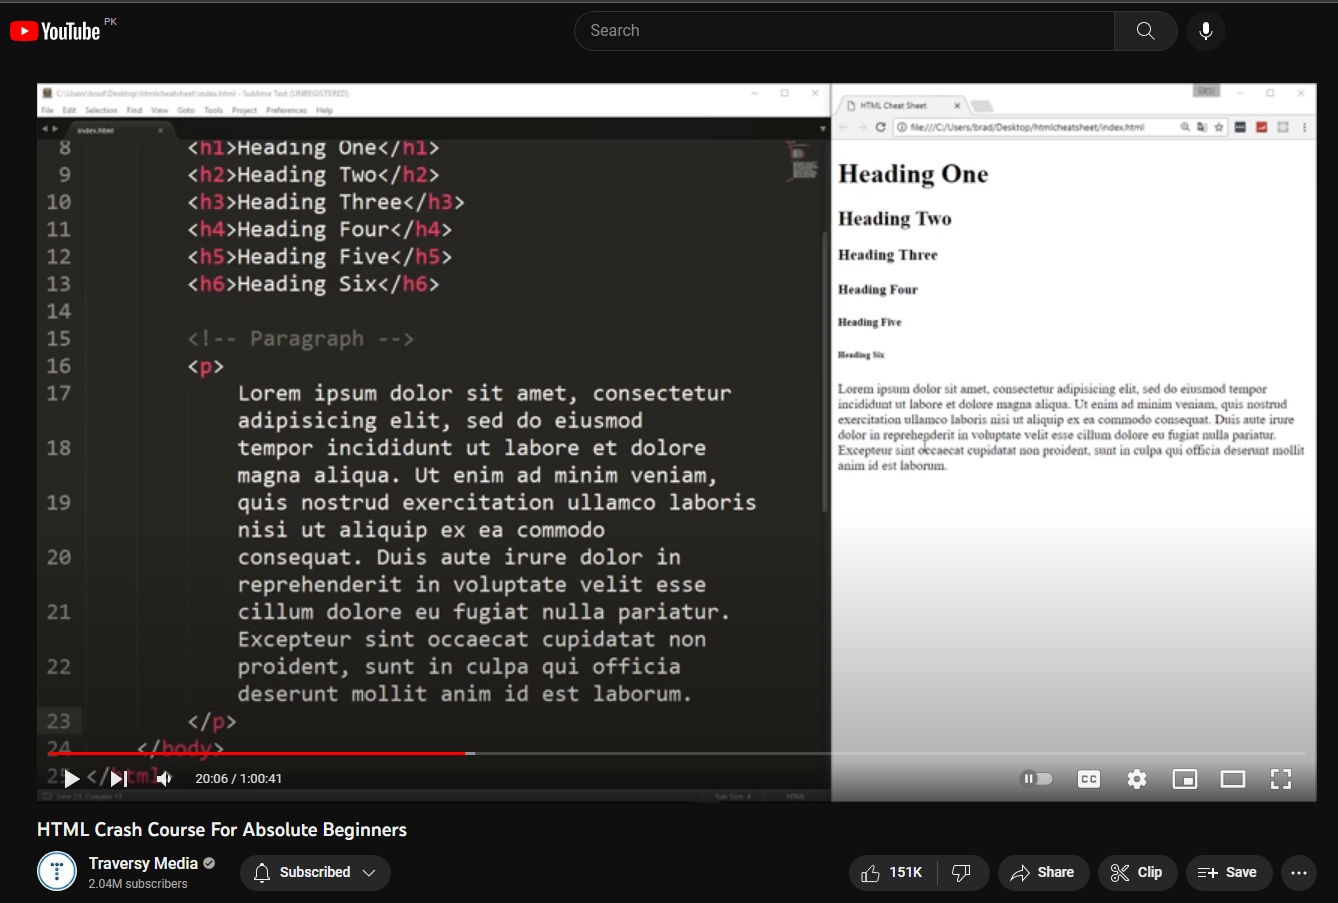 YouTube PK
Search
C:\Users\brad\Desktop\htmlcheatsheet\index.html - Sublime Text (UNREGISTERED)
File Edit Selection Find View Goto Tools Project Preferences Help
index.html
8 <h1>Heading One</h1>
9 <h2>Heading Two</h2>
10 <h3>Heading Three</h3>
11 <h4>Heading Four</h4>
12 <h5>Heading Five</h5>
13 <h6>Heading Six</h6>
14
15 <!-- Paragraph -->
16 <p>
17 Lorem ipsum dolor sit amet, consectetur
adipisicing elit, sed do eiusmod
18 tempor incididunt ut labore et dolore
magna aliqua. Ut enim ad minim veniam,
19 quis nostrud exercitation ullamco laboris
nisi ut aliquip ex ea commodo
20 consequat. Duis aute irure dolor in
reprehenderit in voluptate velit esse
21 cillum dolore eu fugiat nulla pariatur.
Excepteur sint occaecat cupidatat non
22 proident, sunt in culpa qui officia
deserunt mollit anim id est laborum.
23 </p>
24 </body>
25 </html>
Line 23, Column 13 Tab Size: 4 HTML
HTML Cheat Sheet
file:///C:/Users/brad/Desktop/htmlcheatsheet/index.html
Heading One
Heading Two
Heading Three
Heading Four
Heading Five
Heading Six
Lorem ipsum dolor sit amet, consectetur adipisicing elit, sed do eiusmod tempor
incididunt ut labore et dolore magna aliqua. Ut enim ad minim veniam, quis nostrud
exercitation ullamco laboris nisi ut aliquip ex ea commodo consequat. Duis aute irure
dolor in reprehenderit in voluptate velit esse cillum dolore eu fugiat nulla pariatur.
Excepteur sint occaecat cupidatat non proident, sunt in culpa qui officia deserunt mollit
anim id est laborum.
20:06 / 1:00:41
CC
HTML Crash Course For Absolute Beginners
Traversy Media
2.04M subscribers
Subscribed
151K
Share
Clip
Save